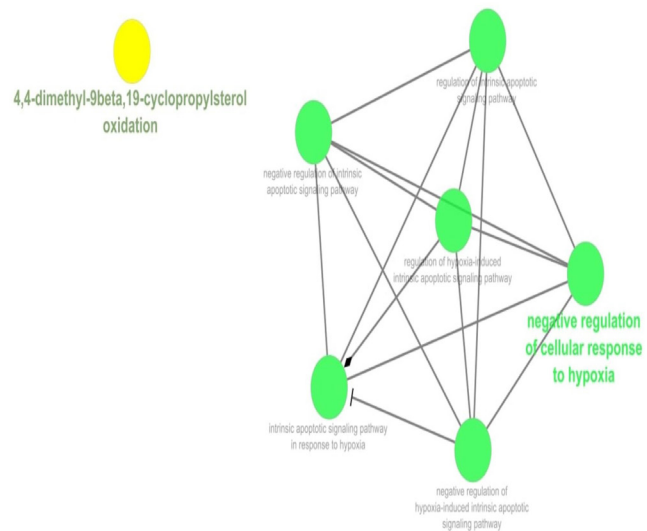 4,4-dimethyl-9beta,19-cyclopropylsterol
oxidation
regulation of intrinsic apoptotic
signaling pathway
negative regulation of intrinsic
apoptotic signaling pathway
regulation of hypoxia-induced
intrinsic apoptotic signaling pathway
negative regulation
of cellular response
to hypoxia
intrinsic apoptotic signaling pathway
in response to hypoxia
negative regulation of
hypoxia-induced intrinsic apoptotic
signaling pathway